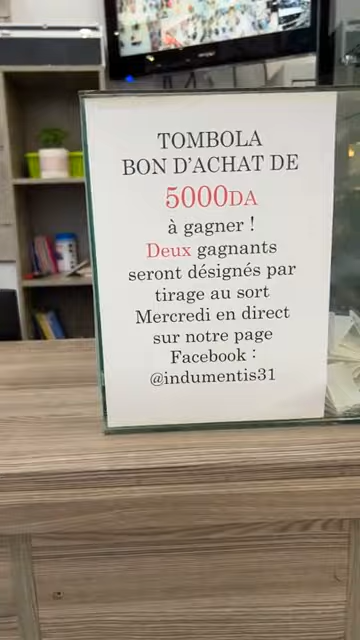 TOMBOLA
BON D'ACHAT DE
5000DA
à gagner !
Deux gagnants
seront désignés par
tirage au sort
Mercredi en direct
sur notre page
Facebook :
@indumentis31